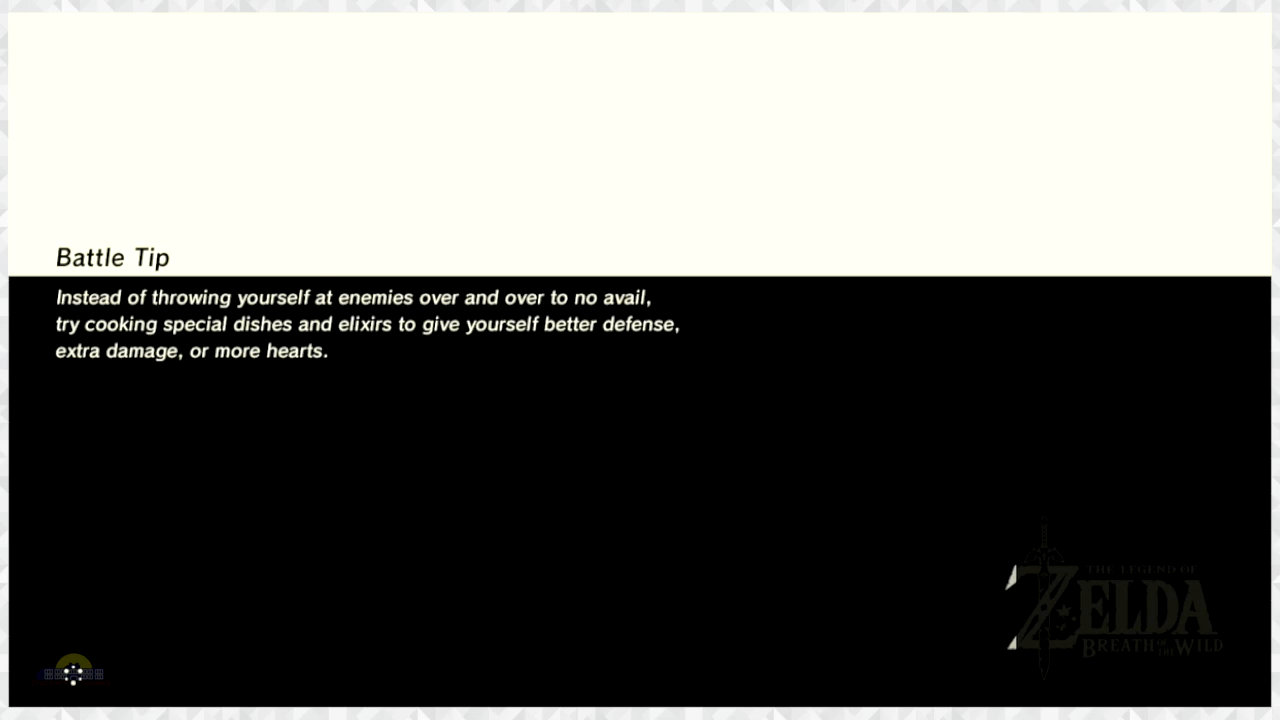 Battle Tip
Instead of throwing yourself at enemies over and over to no avail,
try cooking special dishes and elixirs to give yourself better defense,
extra damage, or more hearts.
THE LEGEND OF
ZELDA
BREATH OF THE WILD